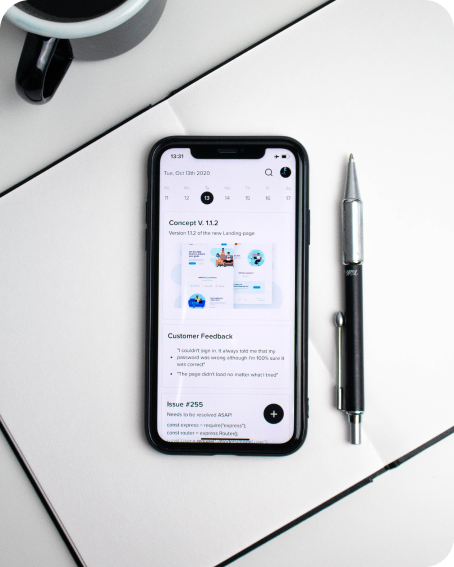 13:31
Tue, Oct 13th 2020
11 12 13 14 15 16 17
Concept V. 1.1.2
Version 1.1.2 of the new Landing page
Customer Feedback
"I couldn't sign in, it always told me that my
password was wrong although I'm 100% sure it
was correct"
"The page didn't load no matter what I tried"
Issue #255
Needs to be resolved ASAP!
const express = require("express");
const router = express.Router();